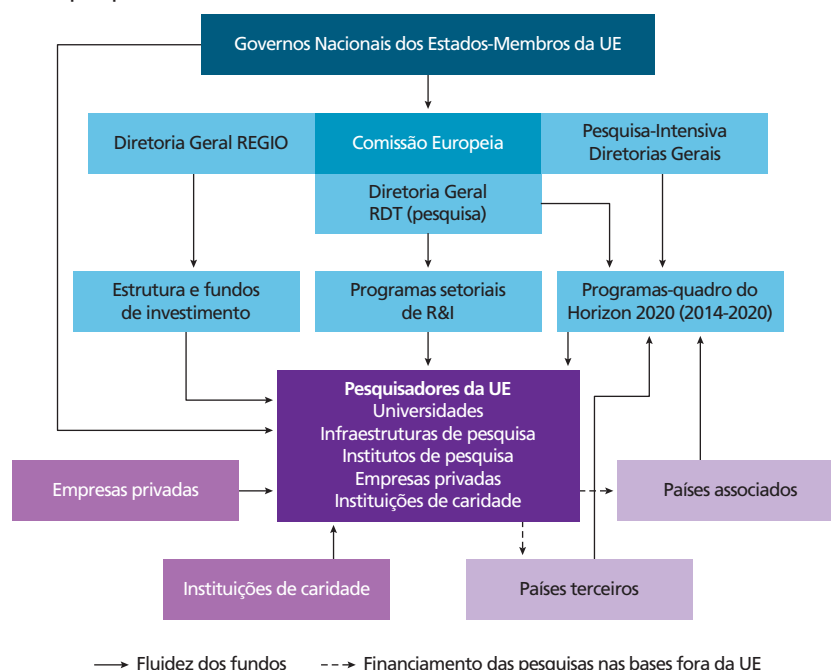 Governos Nacionais dos Estados-Membros da UE
Diretoria Geral REGIO
Comissão Europeia
Pesquisa-Intensiva
Diretorias Gerais
Diretoria Geral
RDT (pesquisa)
Estrutura e fundos
de investimento
Programas setoriais
de R&I
Programas-quadro do
Horizon 2020 (2014-2020)
Pesquisadores da UE
Universidades
Infraestruturas de pesquisa
Institutos de pesquisa
Empresas privadas
Instituições de caridade
Empresas privadas
Países associados
Instituições de caridade
Países terceiros
Fluidez dos fundos
Financiamento das pesquisas nas bases fora da UE